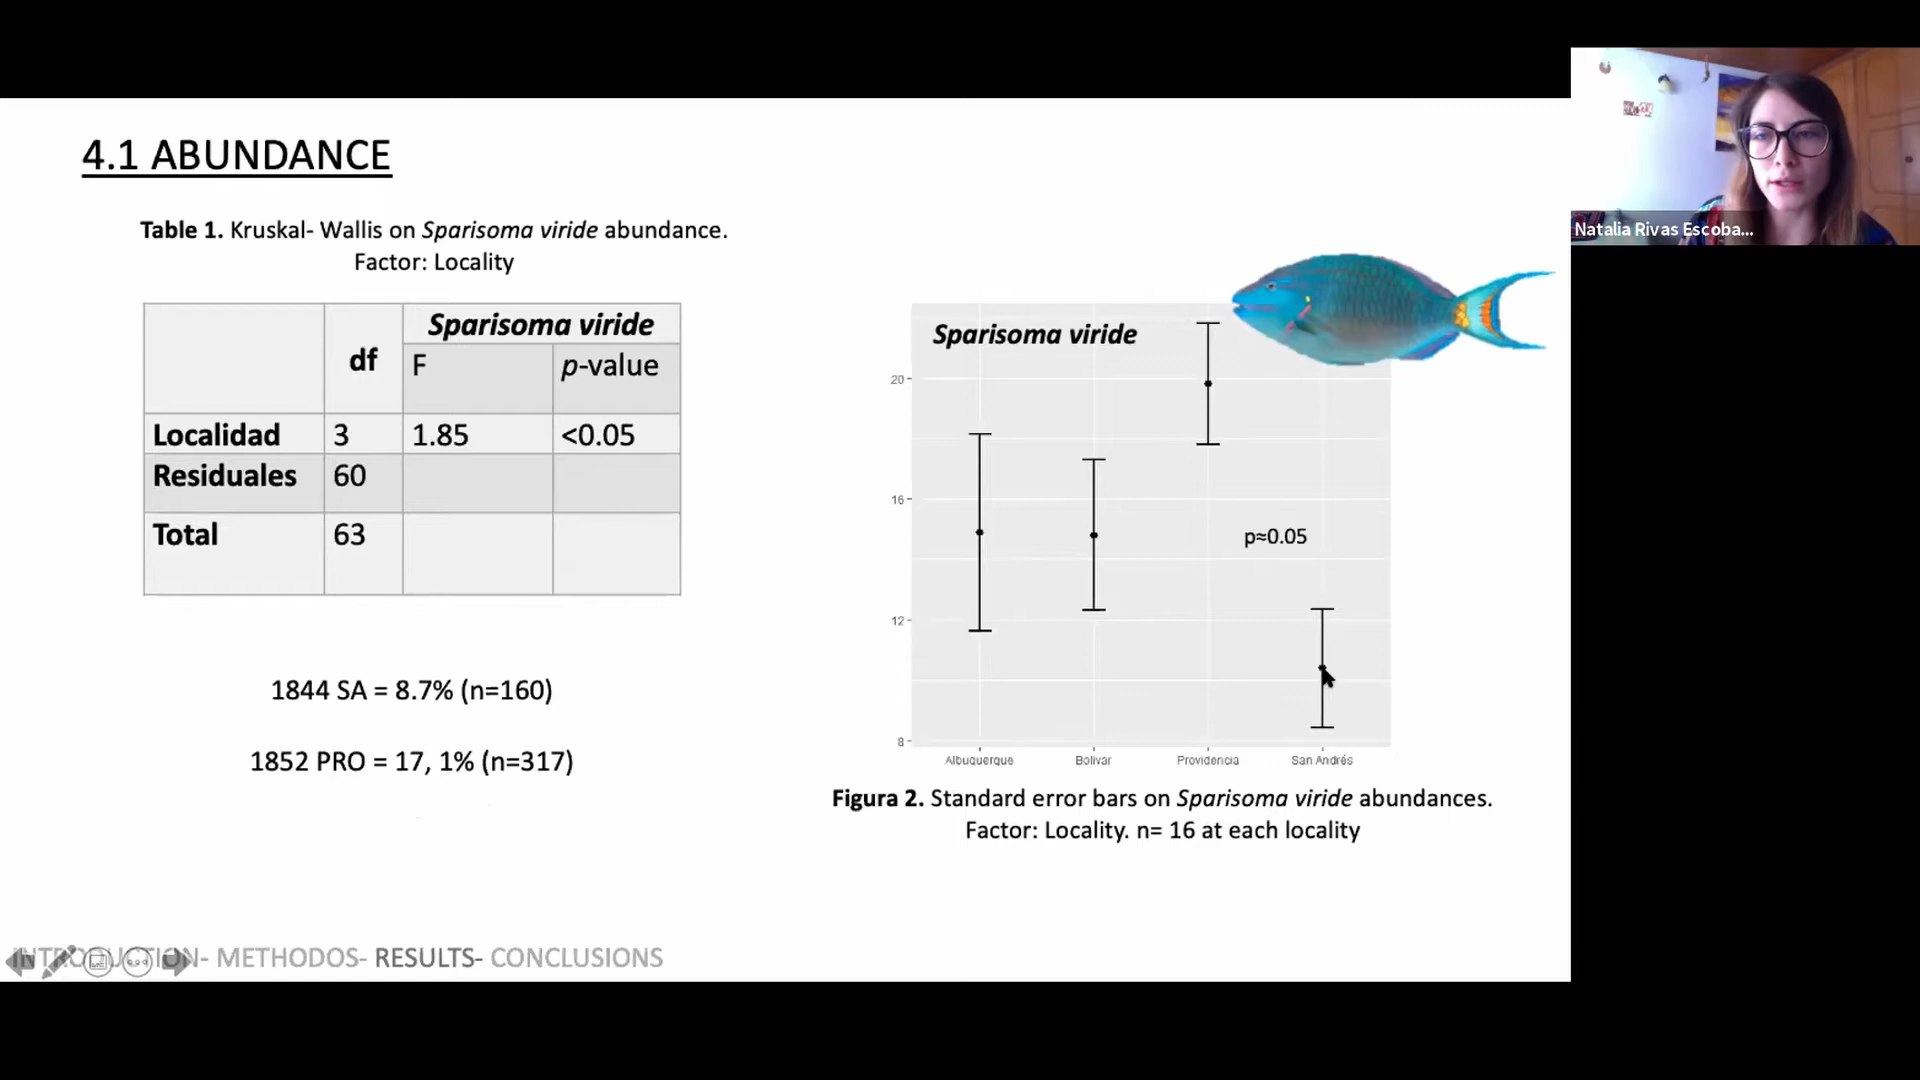 4.1 ABUNDANCE
Table 1. Kruskal- Wallis on Sparisoma viride abundance.
Factor: Locality
df
Sparisoma viride
F
p-value
Localidad 3 1.85 <0.05
Residuales 60
Total 63
1844 SA = 8.7% (n=160)
1852 PRO = 17, 1% (n=317)
Sparisoma viride
20
16
12
8
p≈0.05
Albuquerque Bolivar Providencia San Andrés
Figura 2. Standard error bars on Sparisoma viride abundances.
Factor: Locality. n= 16 at each locality
INTRODUCTION- METHODOS- RESULTS- CONCLUSIONS
Natalia Rivas Escoba...